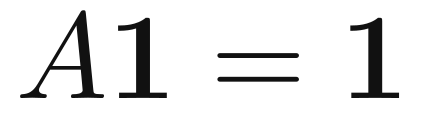 A1 = 1